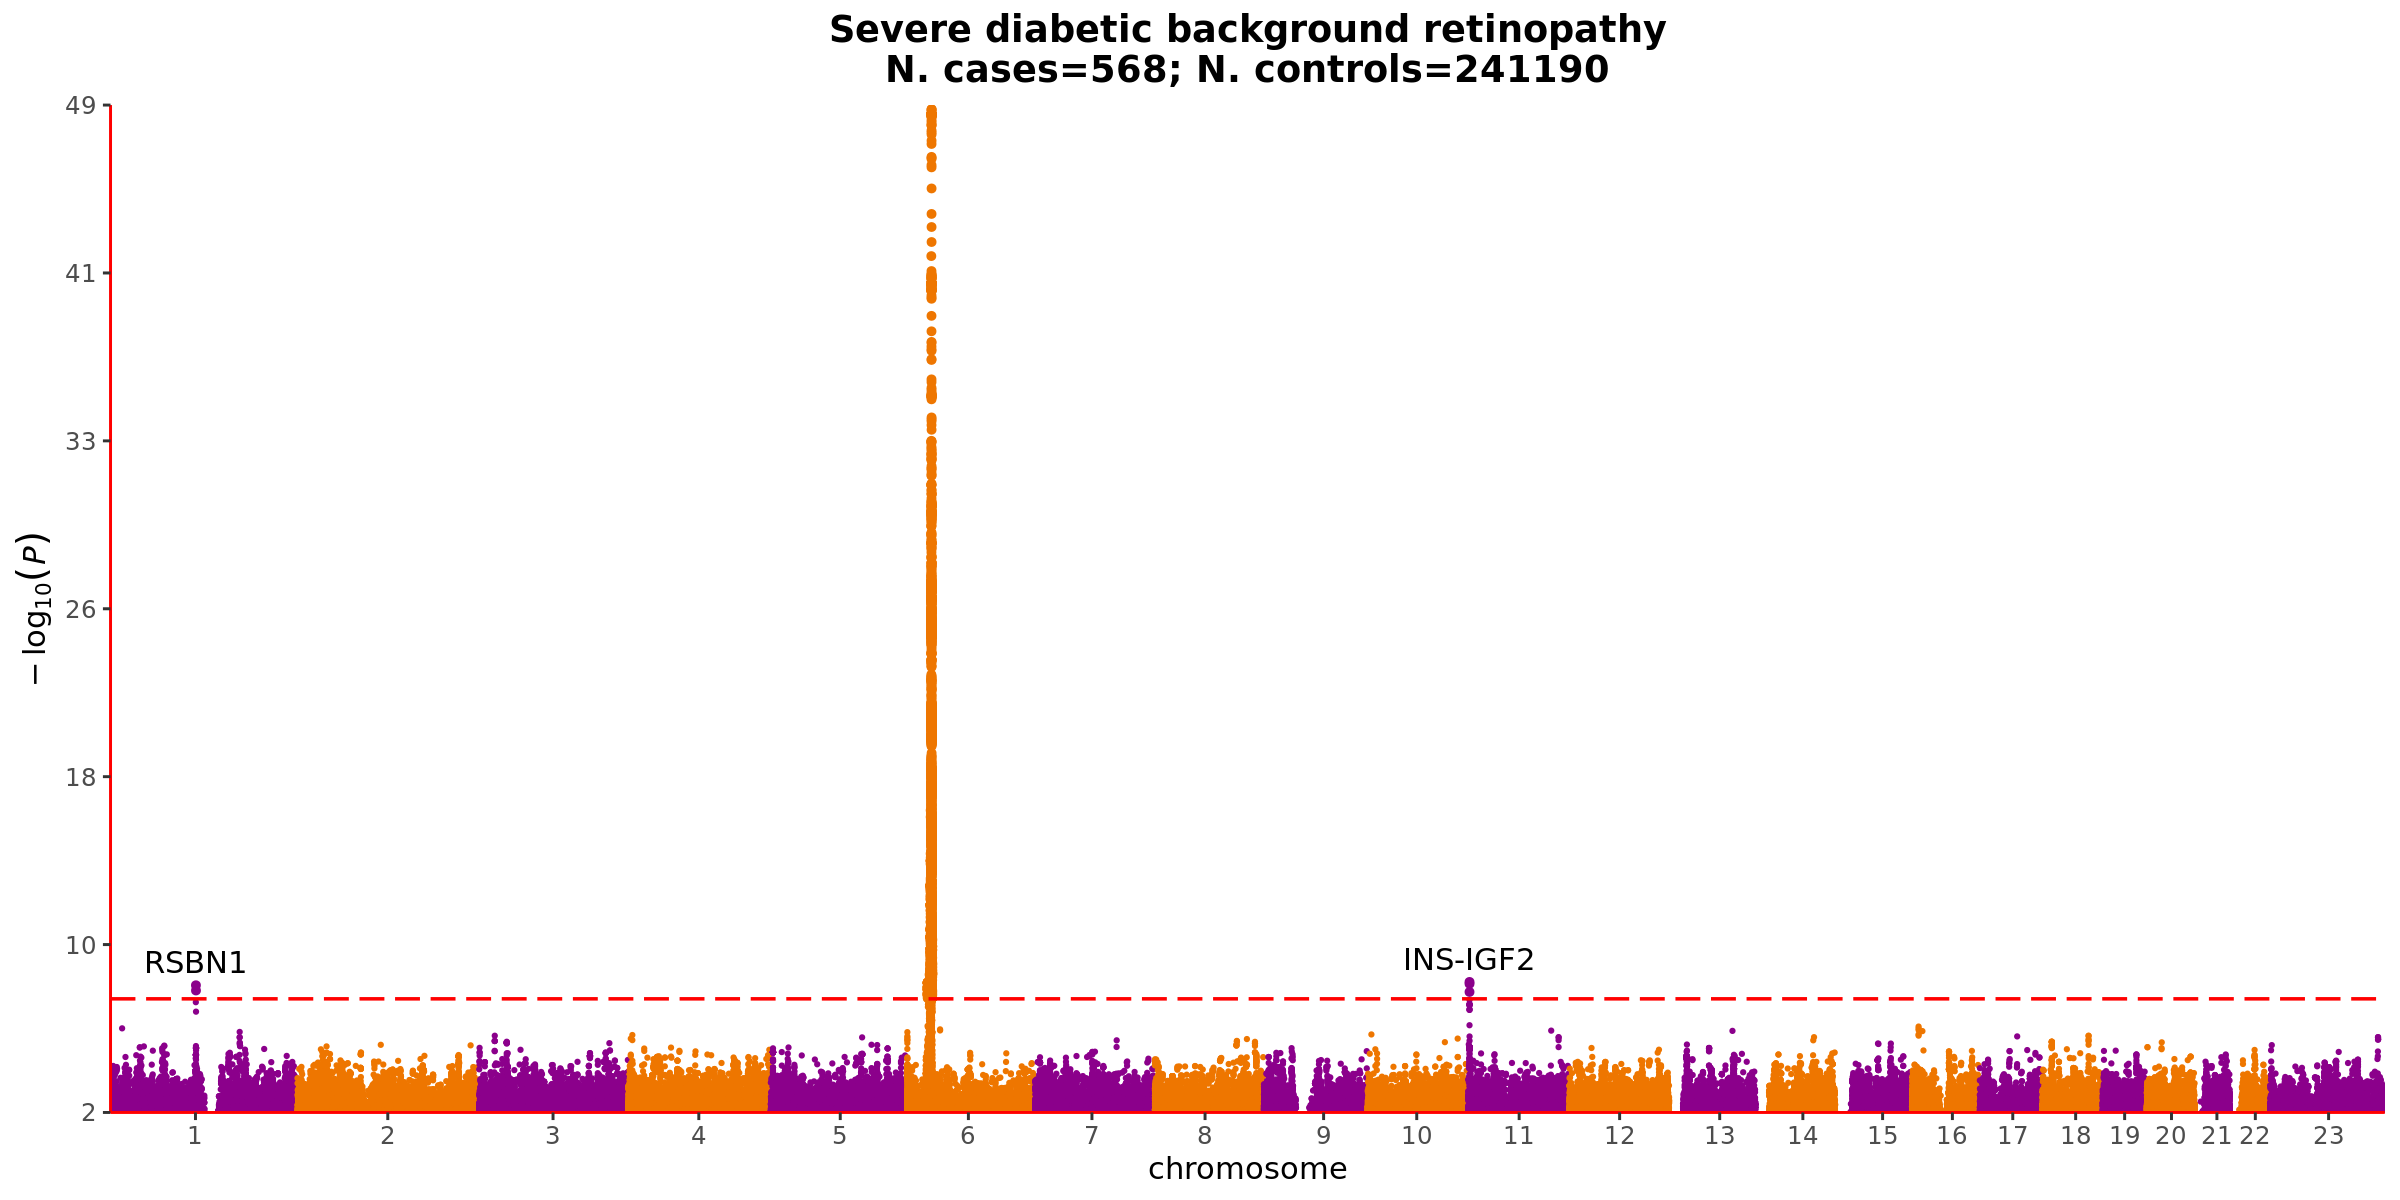 Severe diabetic background retinopathy
N. cases=568; N. controls=241190
49
41
33
26
18
10
2
− log10(P)
RSBN1
INS-IGF2
1 2 3 4 5 6 7 8 9 10 11 12 13 14 15 16 17 18 19 20 21 22 23
chromosome